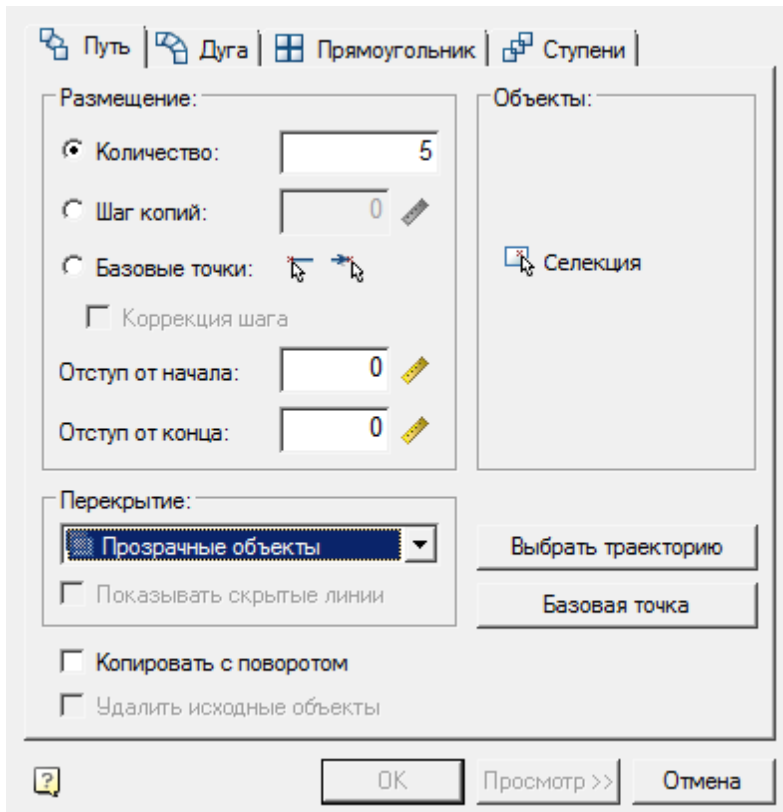 Путь Дуга Прямоугольник Ступени
Размещение:
Количество: 5
Шаг копий: 0
Базовые точки:
Коррекция шага
Отступ от начала: 0
Отступ от конца: 0
Объекты:
Селекция
Перекрытие:
Прозрачные объекты
Показывать скрытые линии
Выбрать траекторию
Базовая точка
Копировать с поворотом
Удалить исходные объекты
? OK Просмотр >> Отмена